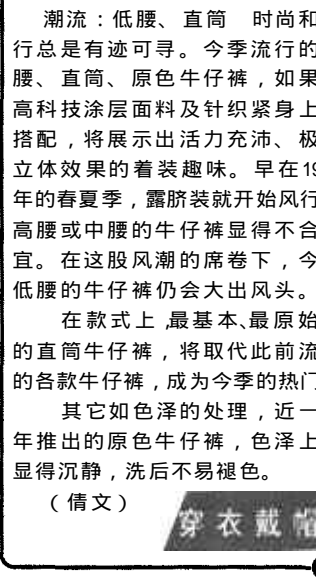 潮流：低腰、直筒　时尚和
行总是有迹可寻。今季流行的
腰、直筒、原色牛仔裤，如果
高科技涂层面料及针织紧身上
搭配，将展示出活力充沛、极
立体效果的着装趣味。早在19
年的春夏季，露脐装就开始风行
高腰或中腰的牛仔裤显得不合
宜。在这股风潮的席卷下，今
低腰的牛仔裤仍会大出风头。
在款式上,最基本、最原始
的直筒牛仔裤，将取代此前流
的各款牛仔裤，成为今季的热门
其它如色泽的处理，近一
年推出的原色牛仔裤，色泽上
显得沉静，洗后不易褪色。
（倩文）
穿衣戴帽